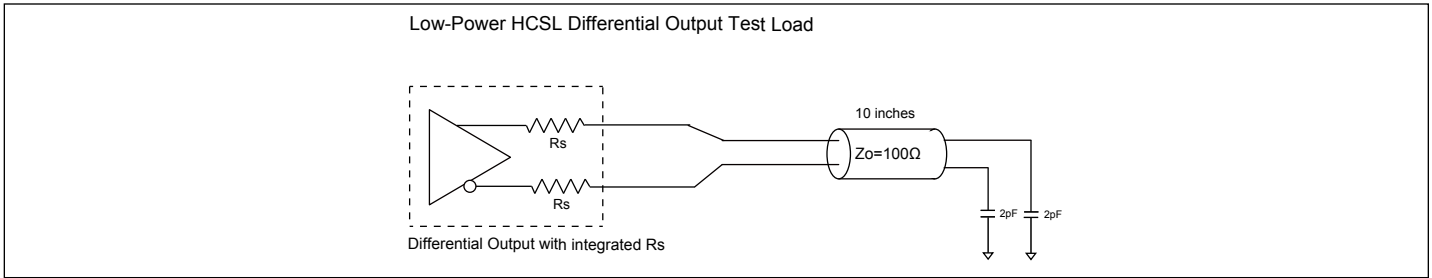 Low-Power HCSL Differential Output Test Load
10 inches
Rs
Zo=100Ω
Rs
2pF
2pF
Differential Output with integrated Rs